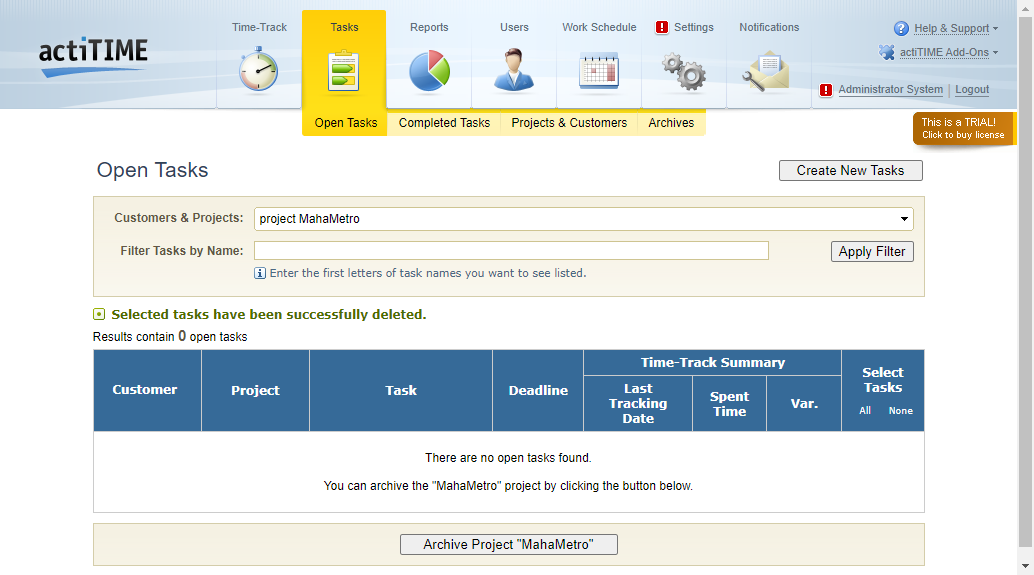 actiTIME
Time-Track
Tasks
Reports
Users
Work Schedule
Settings
Notifications
Help & Support
actiTIME Add-Ons
Administrator System
Logout
Open Tasks
Completed Tasks
Projects & Customers
Archives
This is a TRIAL!
Click to buy license
Open Tasks
Create New Tasks
Customers & Projects:
project MahaMetro
Filter Tasks by Name:
Apply Filter
Enter the first letters of task names you want to see listed.
Selected tasks have been successfully deleted.
Results contain 0 open tasks
Customer
Project
Task
Deadline
Time-Track Summary
Last
Tracking
Date
Spent
Time
Var.
Select
Tasks
All
None
There are no open tasks found.
You can archive the "MahaMetro" project by clicking the button below.
Archive Project "MahaMetro"